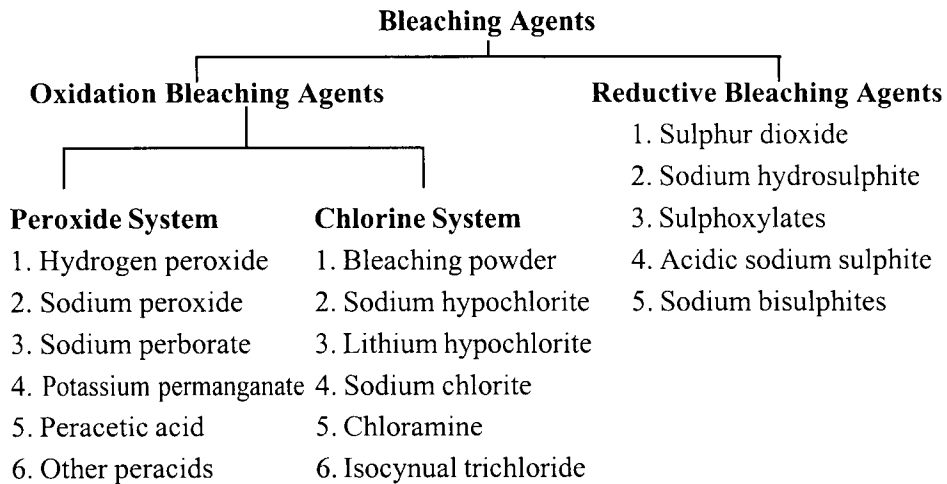 Bleaching Agents
Oxidation Bleaching Agents
Peroxide System
1. Hydrogen peroxide
2. Sodium peroxide
3. Sodium perborate
4. Potassium permanganate
5. Peracetic acid
6. Other peracids
Chlorine System
1. Bleaching powder
2. Sodium hypochlorite
3. Lithium hypochlorite
4. Sodium chlorite
5. Chloramine
6. Isocynual trichloride
Reductive Bleaching Agents
1. Sulphur dioxide
2. Sodium hydrosulphite
3. Sulphoxylates
4. Acidic sodium sulphite
5. Sodium bisulphites